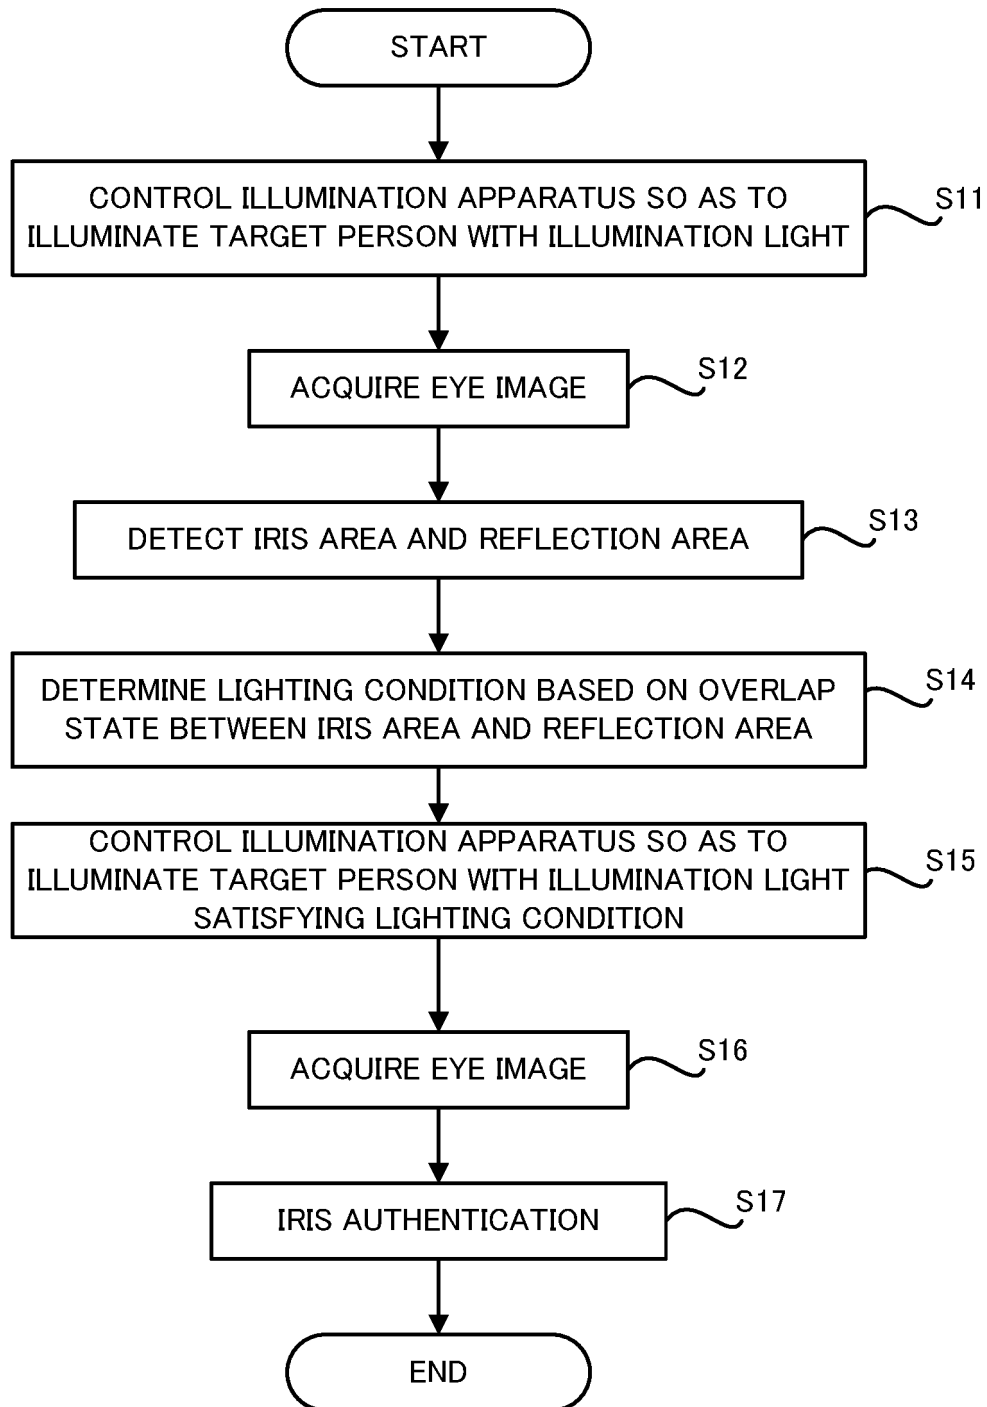 START
CONTROL ILLUMINATION APPARATUS SO AS TO
ILLUMINATE TARGET PERSON WITH ILLUMINATION LIGHT
S11
ACQUIRE EYE IMAGE
S12
DETECT IRIS AREA AND REFLECTION AREA
S13
DETERMINE LIGHTING CONDITION BASED ON OVERLAP
STATE BETWEEN IRIS AREA AND REFLECTION AREA
S14
CONTROL ILLUMINATION APPARATUS SO AS TO
ILLUMINATE TARGET PERSON WITH ILLUMINATION LIGHT
SATISFYING LIGHTING CONDITION
S15
ACQUIRE EYE IMAGE
S16
IRIS AUTHENTICATION
S17
END